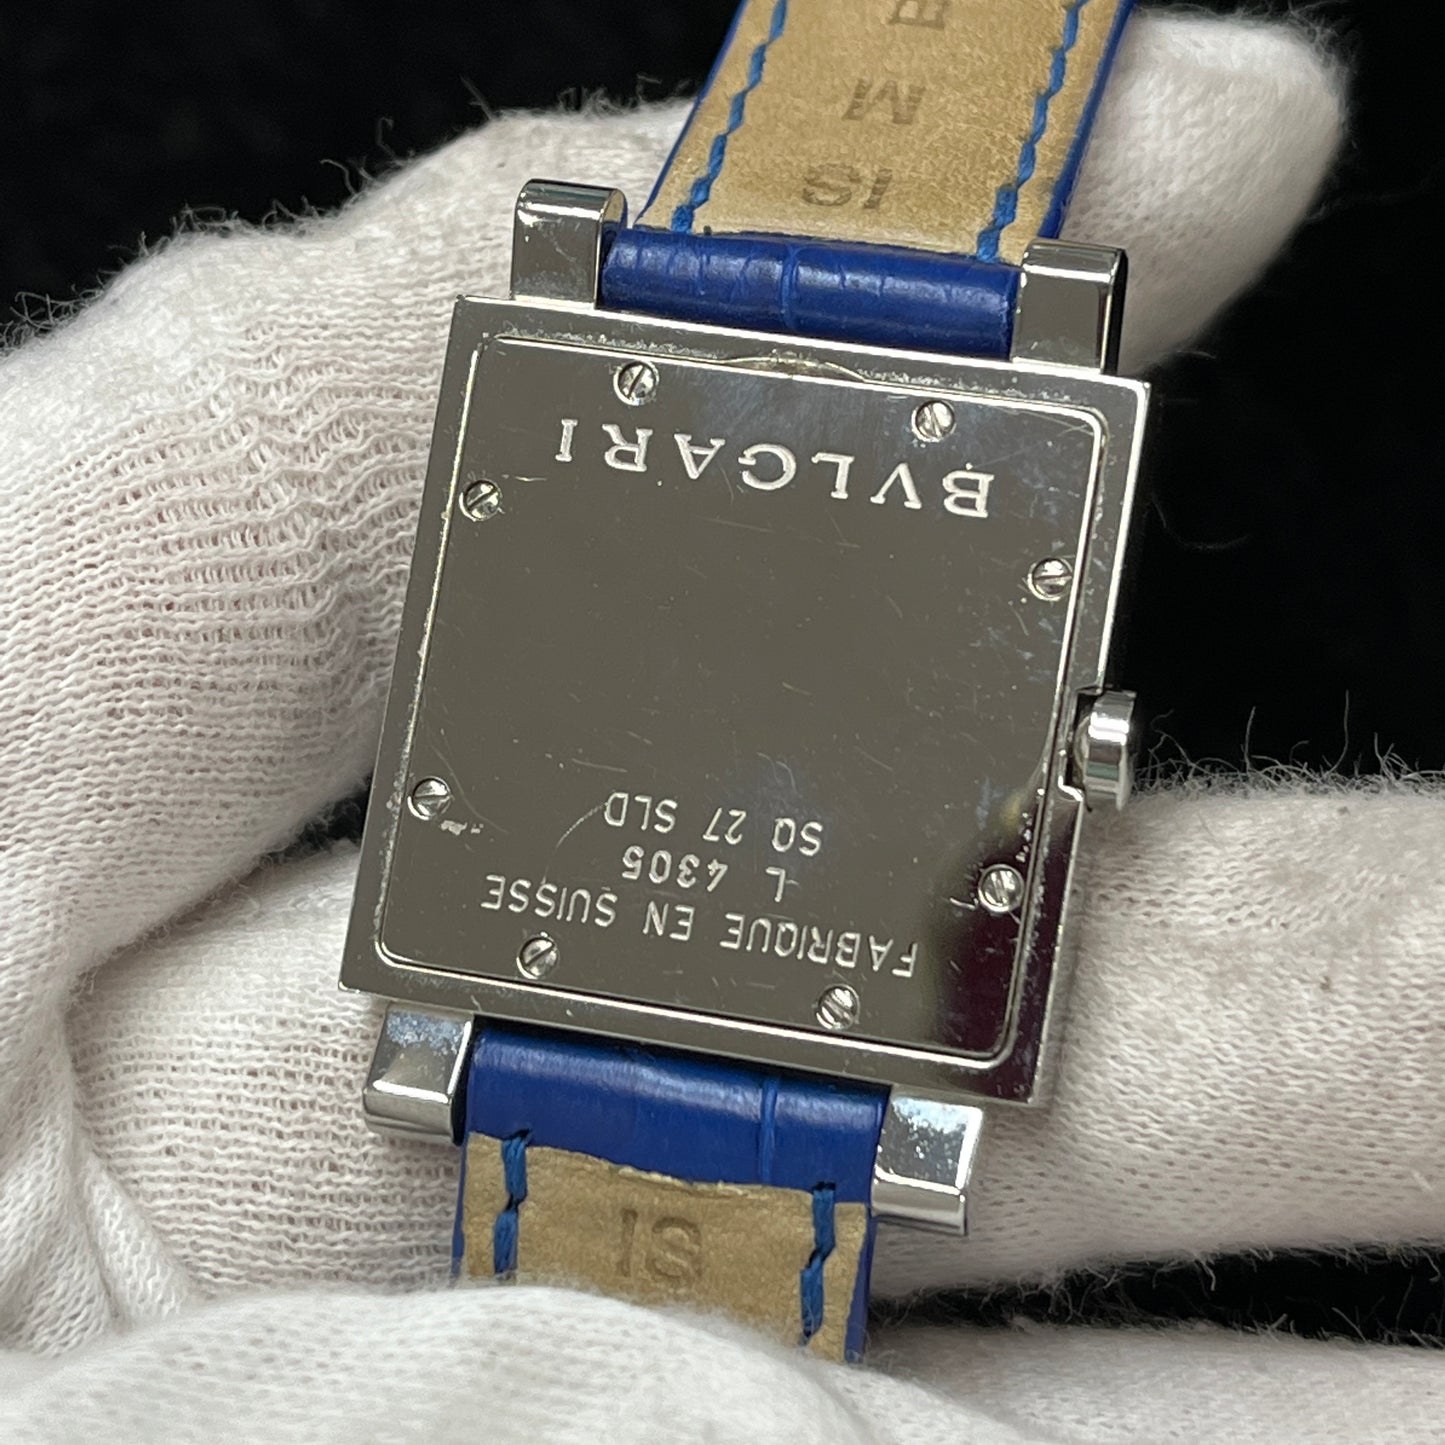 BVLGARI
SQ 27 SLD
L 4305
FABRIQUE EN SUISSE